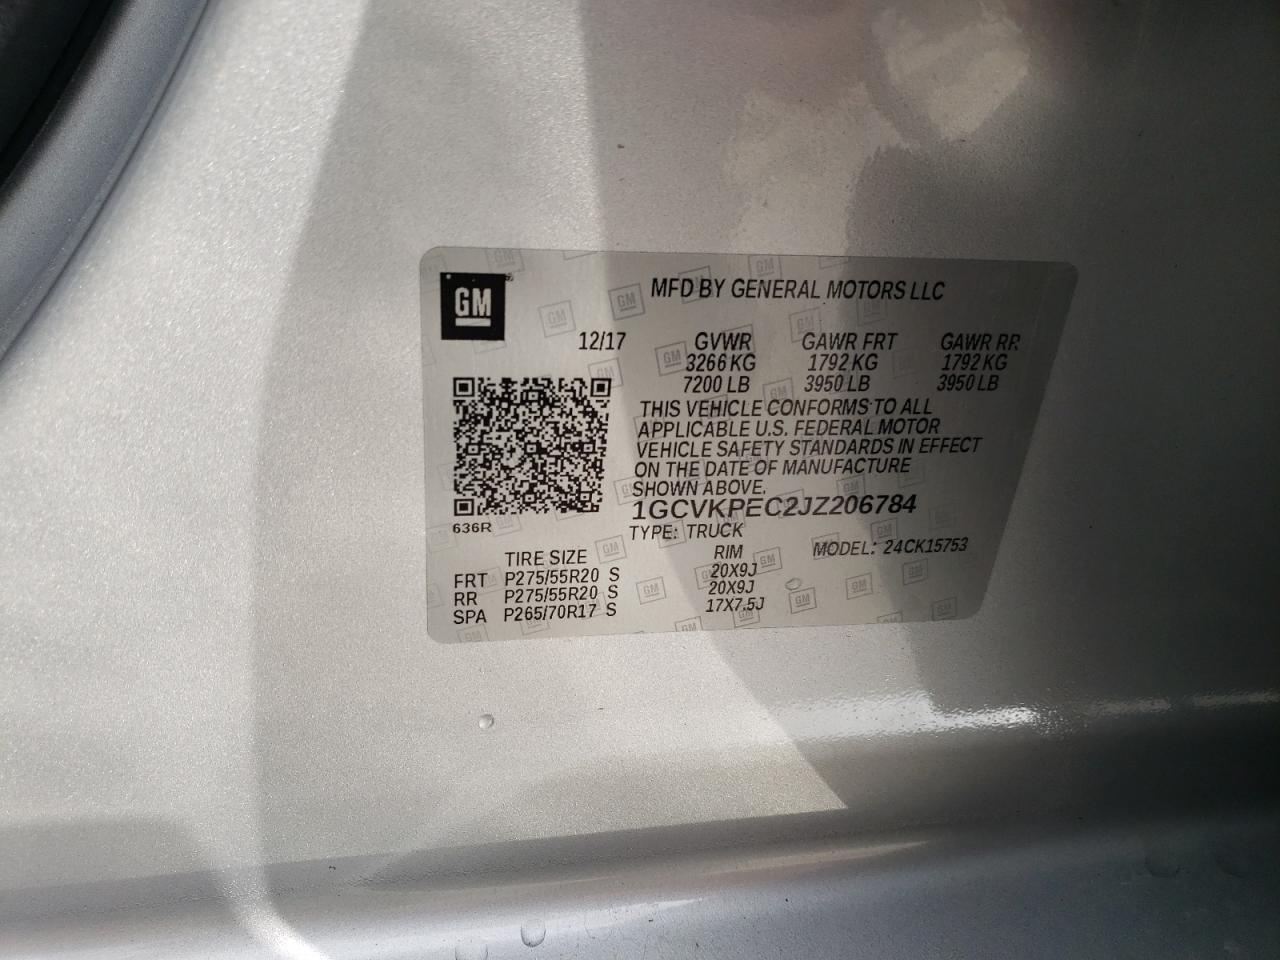 GM
MFD BY GENERAL MOTORS LLC
12/17 GVWR GAWR FRT GAWR RR
3266 KG 1792 KG 1792 KG
7200 LB 3950 LB 3950 LB
THIS VEHICLE CONFORMS TO ALL
APPLICABLE U.S. FEDERAL MOTOR
VEHICLE SAFETY STANDARDS IN EFFECT
ON THE DATE OF MANUFACTURE
SHOWN ABOVE.
1GCVKPEC2JZ206784
636R
TYPE: TRUCK
MODEL: 24CK15753
TIRE SIZE RIM
FRT P275/55R20 S 20X9J
RR P275/55R20 S 20X9J
SPA P265/70R17 S 17X7.5J